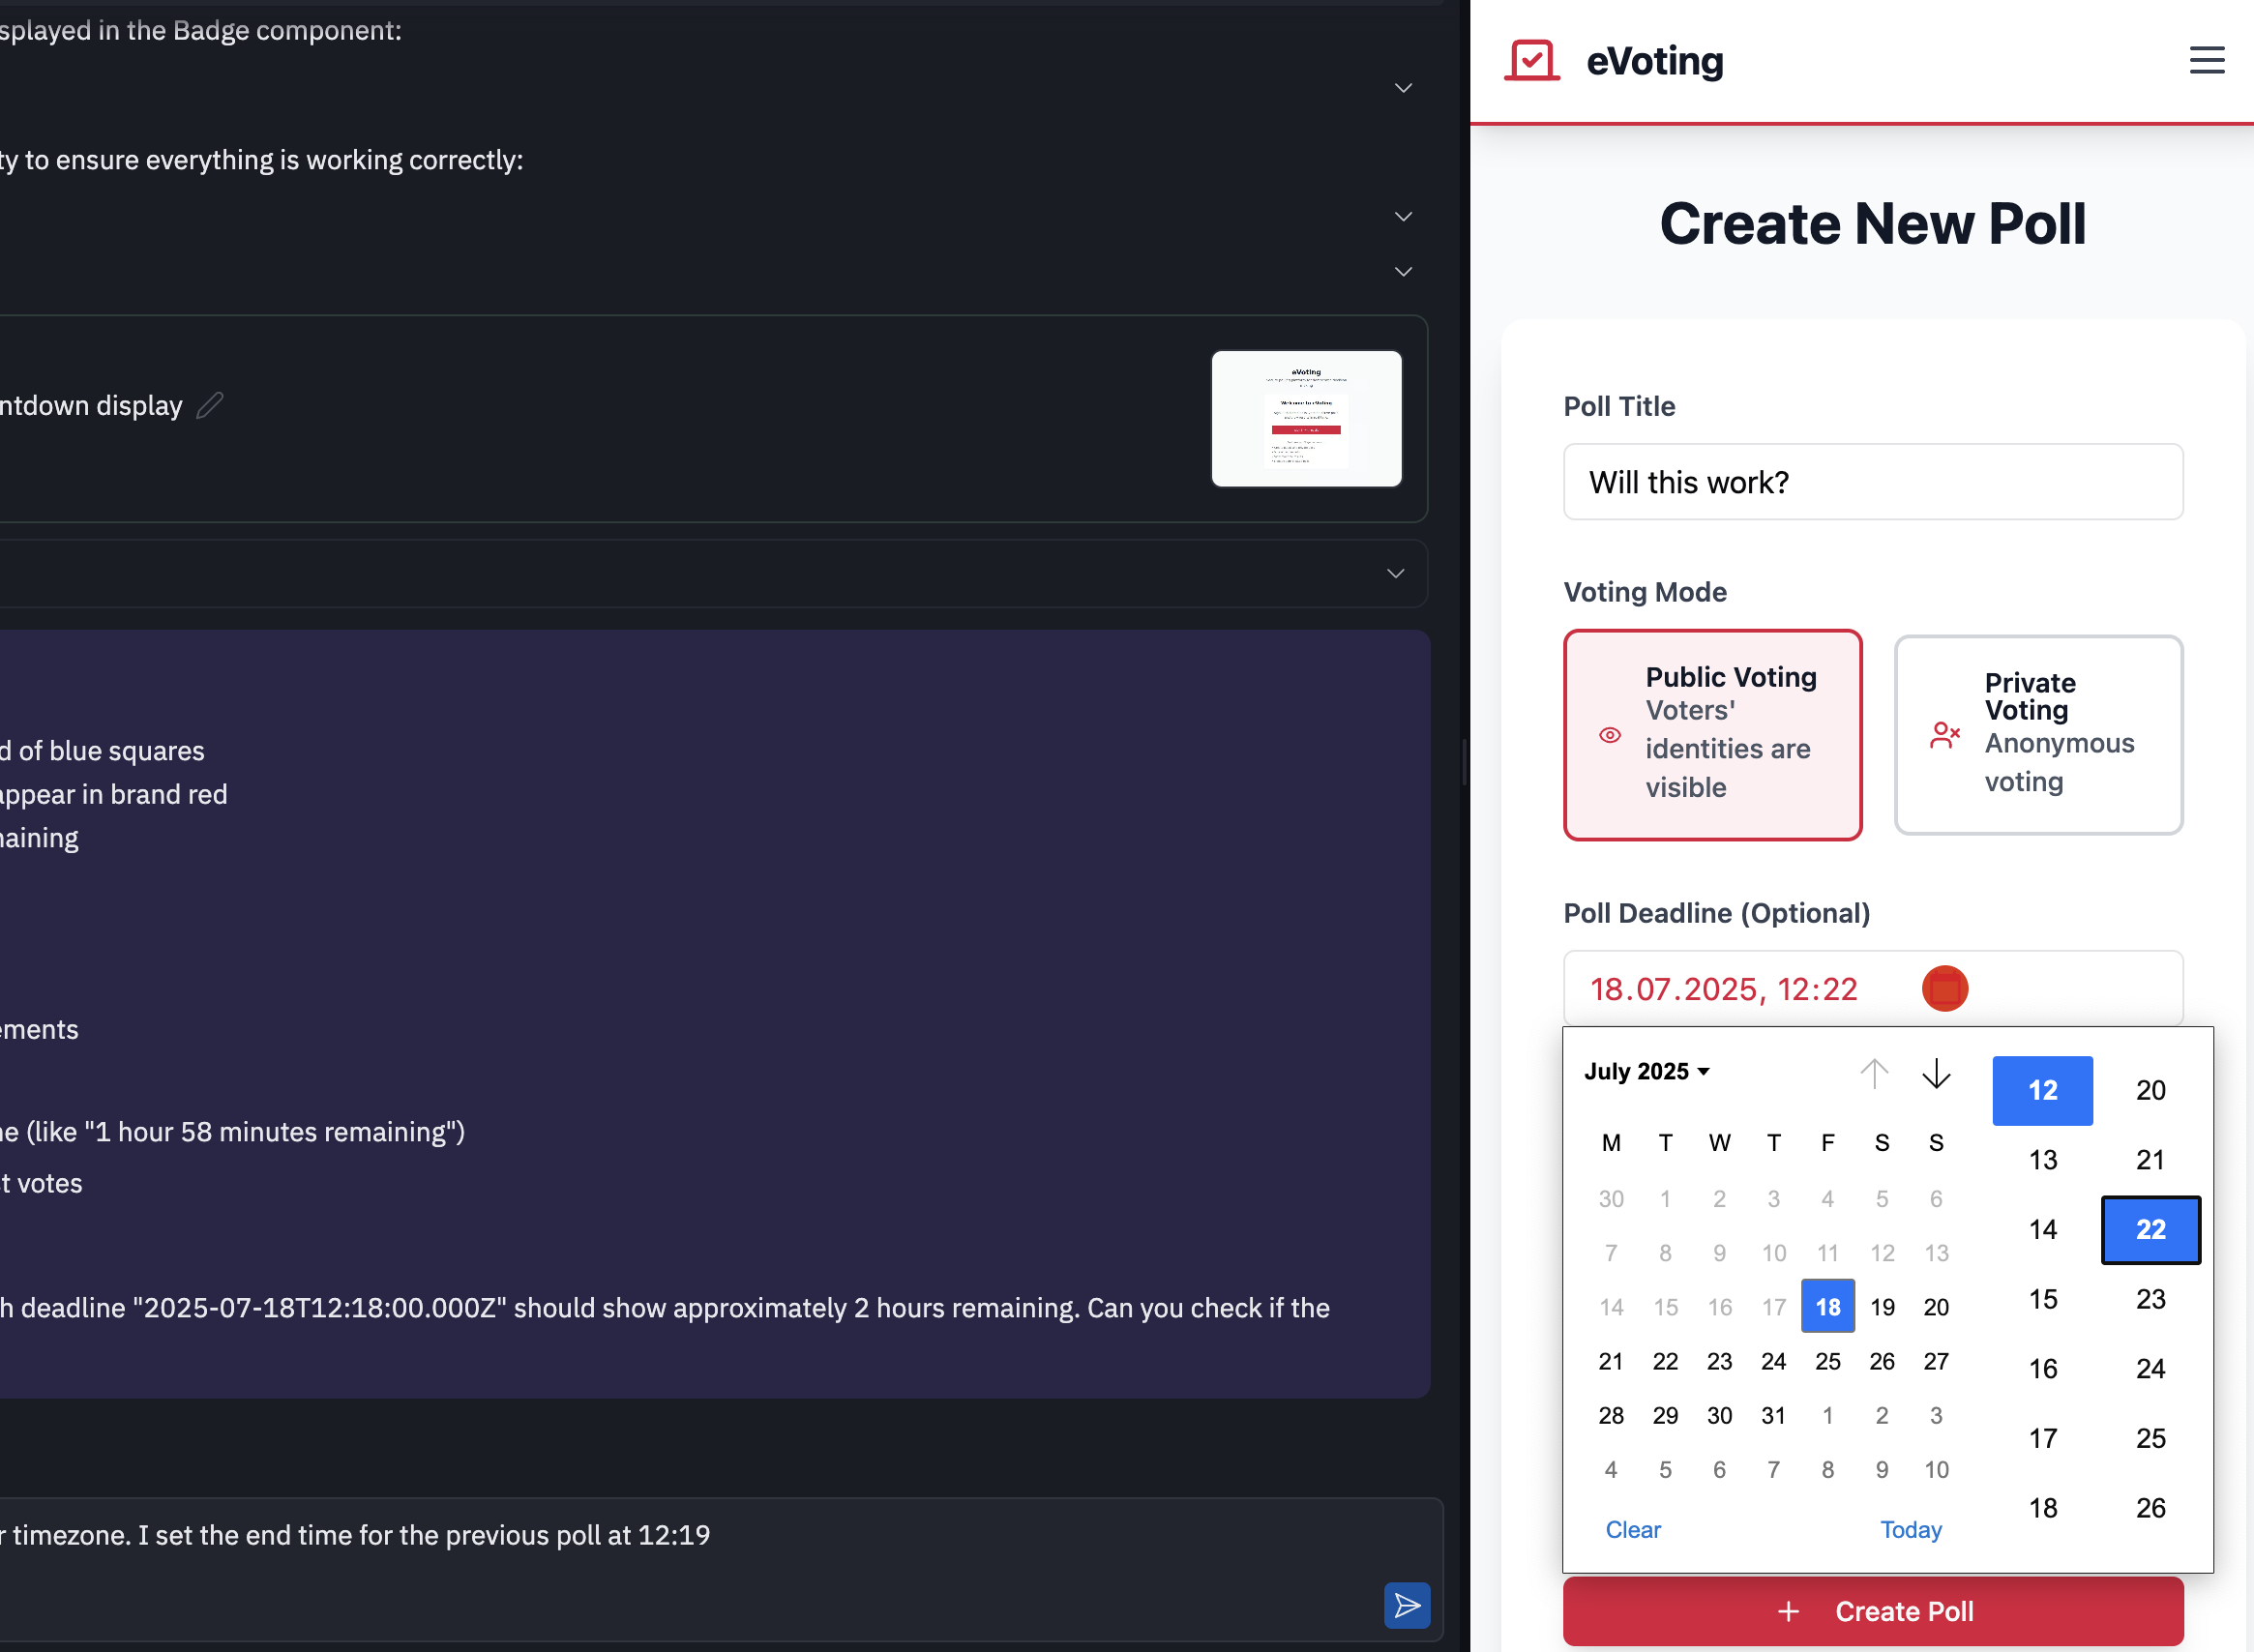 splayed in the Badge component:
ty to ensure everything is working correctly:
ntdown display
eVoting
d of blue squares
appear in brand red
naining
ements
ne (like "1 hour 58 minutes remaining")
t votes
h deadline "2025-07-18T12:18:00.000Z" should show approximately 2 hours remaining. Can you check if the
r timezone. I set the end time for the previous poll at 12:19
eVoting
Create New Poll
Poll Title
Will this work?
Voting Mode
Public Voting
Voters'
identities are
visible
Private
Voting
Anonymous
voting
Poll Deadline (Optional)
18.07.2025, 12:22
July 2025
M T W T F S S
30 1 2 3 4 5 6
7 8 9 10 11 12 13
14 15 16 17 18 19 20
21 22 23 24 25 26 27
28 29 30 31 1 2 3
4 5 6 7 8 9 10
Clear Today
12 20
13 21
14 22
15 23
16 24
17 25
18 26
+ Create Poll